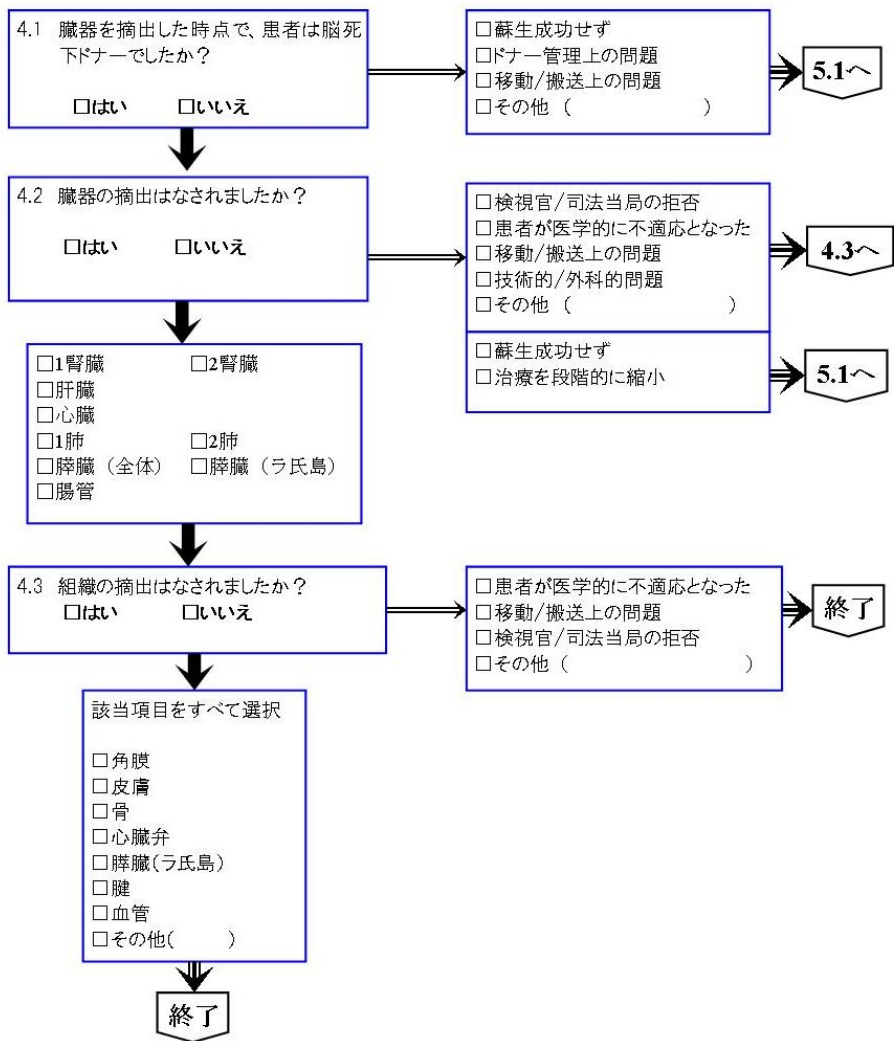 4.1 臓器を摘出した時点で、患者は脳死
下ドナーでしたか？
□はい □いいえ
□蘇生成功せず
□ドナー管理上の問題
□移動/搬送上の問題
□その他 （ ）
5.1へ
4.2 臓器の摘出はなされましたか？
□はい □いいえ
□検視官/司法当局の拒否
□患者が医学的に不適応となった
□移動/搬送上の問題
□技術的/外科的問題
□その他 （ ）
4.3へ
□蘇生成功せず
□治療を段階的に縮小
5.1へ
□1腎臓 □2腎臓
□肝臓
□心臓
□1肺 □2肺
□膵臓 （全体） □膵臓 （ラ氏島）
□腸管
4.3 組織の摘出はなされましたか？
□はい □いいえ
□患者が医学的に不適応となった
□移動/搬送上の問題
□検視官/司法当局の拒否
□その他 （ ）
終了
該当項目をすべて選択
□角膜
□皮膚
□骨
□心臓弁
□膵臓(ラ氏島)
□腱
□血管
□その他( )
終了